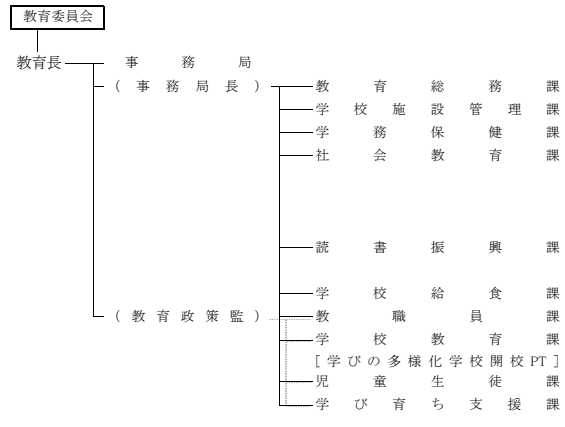 教育委員会
教育長 事務局
(事務局長) 教育総務課
学校施設管理課
学務保健課
社会教育課
読書振興課
学校給食課
(教育政策監) 教職員課
学校教育課
[学びの多様化学校開校PT]
児童生徒課
学び育ち支援課